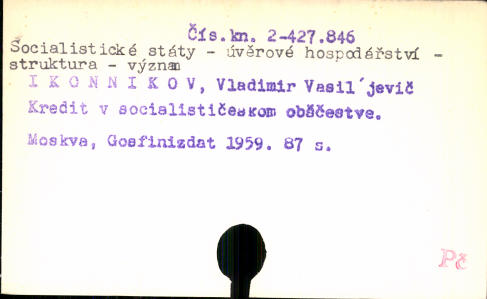 Čís.kn. 2-427.846
Socialistické státy - úvěrové hospodářství -
struktura - význam
I K O N N I K O V, Vladimir Vasil´jevič
Kredit v socialističeskom obščestve.
Moskva, Gosfinizdat 1959. 87 s.
Pč